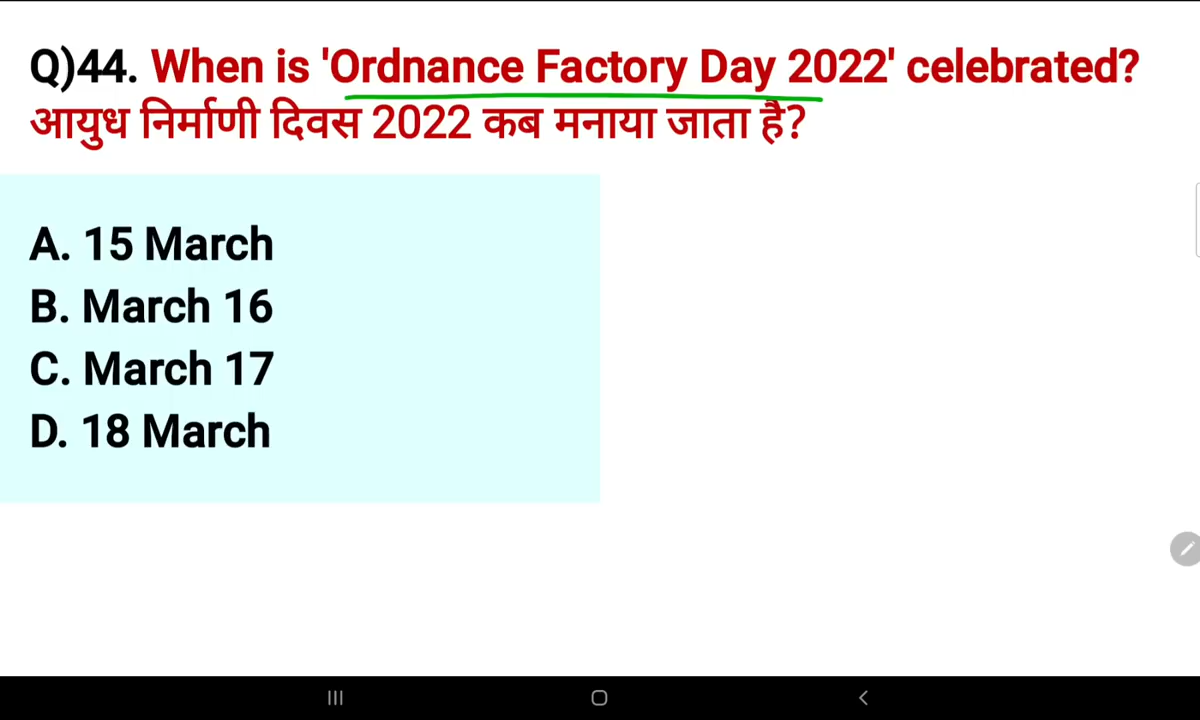 Q)44. When is 'Ordnance Factory Day 2022' celebrated?
आयुध निर्माणी दिवस 2022 कब मनाया जाता है?
A. 15 March
B. March 16
C. March 17
D. 18 March